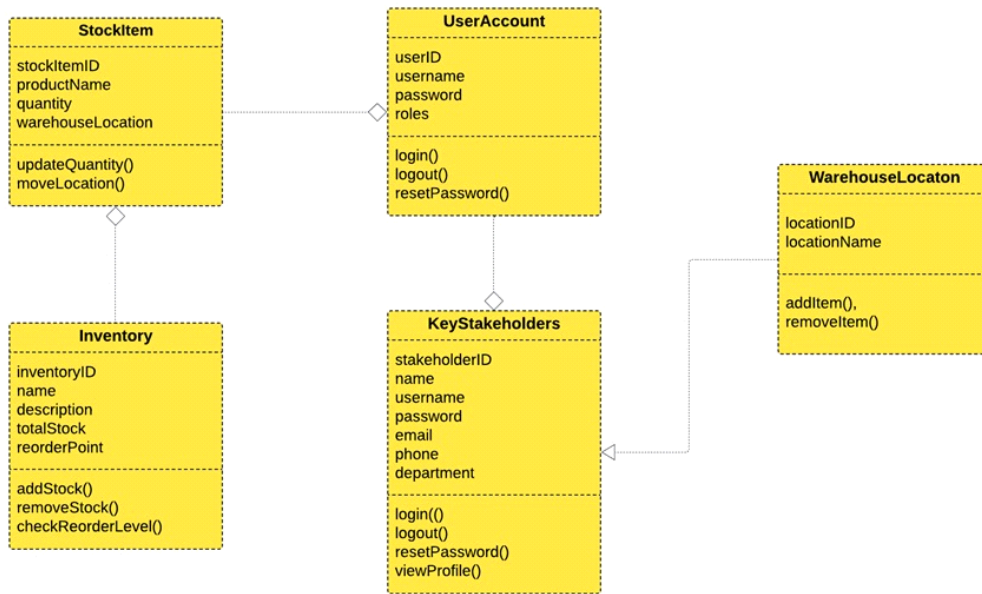 StockItem
stockItemID
productName
quantity
warehouseLocation
updateQuantity()
moveLocation()
UserAccount
userID
username
password
roles
login()
logout()
resetPassword()
WarehouseLocaton
locationID
locationName
addItem(),
removeItem()
Inventory
inventoryID
name
description
totalStock
reorderPoint
addStock()
removeStock()
checkReorderLevel()
KeyStakeholders
stakeholderID
name
username
password
email
phone
department
login(()
logout()
resetPassword()
viewProfile()